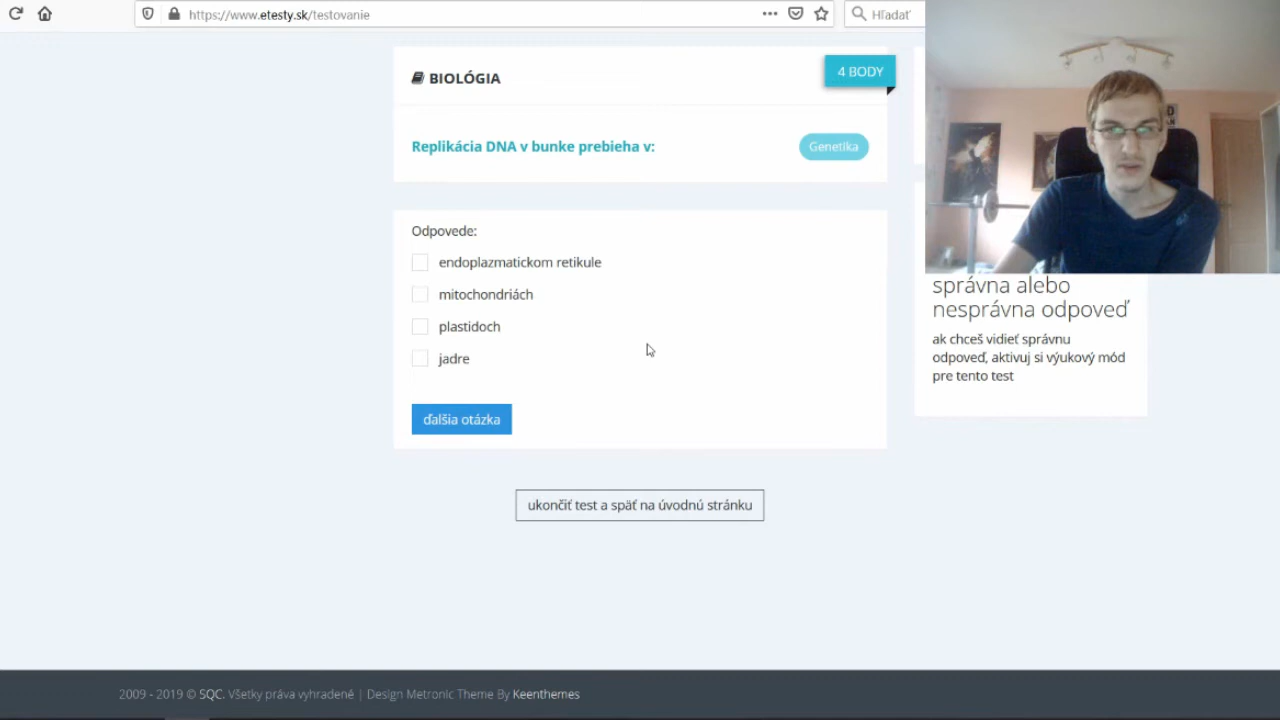 https://www.etesty.sk/testovanie
Hľadať
BIOLÓGIA
4 BODY
Replikácia DNA v bunke prebieha v:
Genetika
Odpovede:
endoplazmatickom retikule
mitochondriách
plastidoch
jadre
ďalšia otázka
správna alebo
nesprávna odpoveď
ak chceš vidieť správnu
odpoveď, aktivuj si výukový mód
pre tento test
ukončiť test a späť na úvodnú stránku
2009 - 2019 © SQC. Všetky práva vyhradené | Design Metronic Theme By Keenthemes